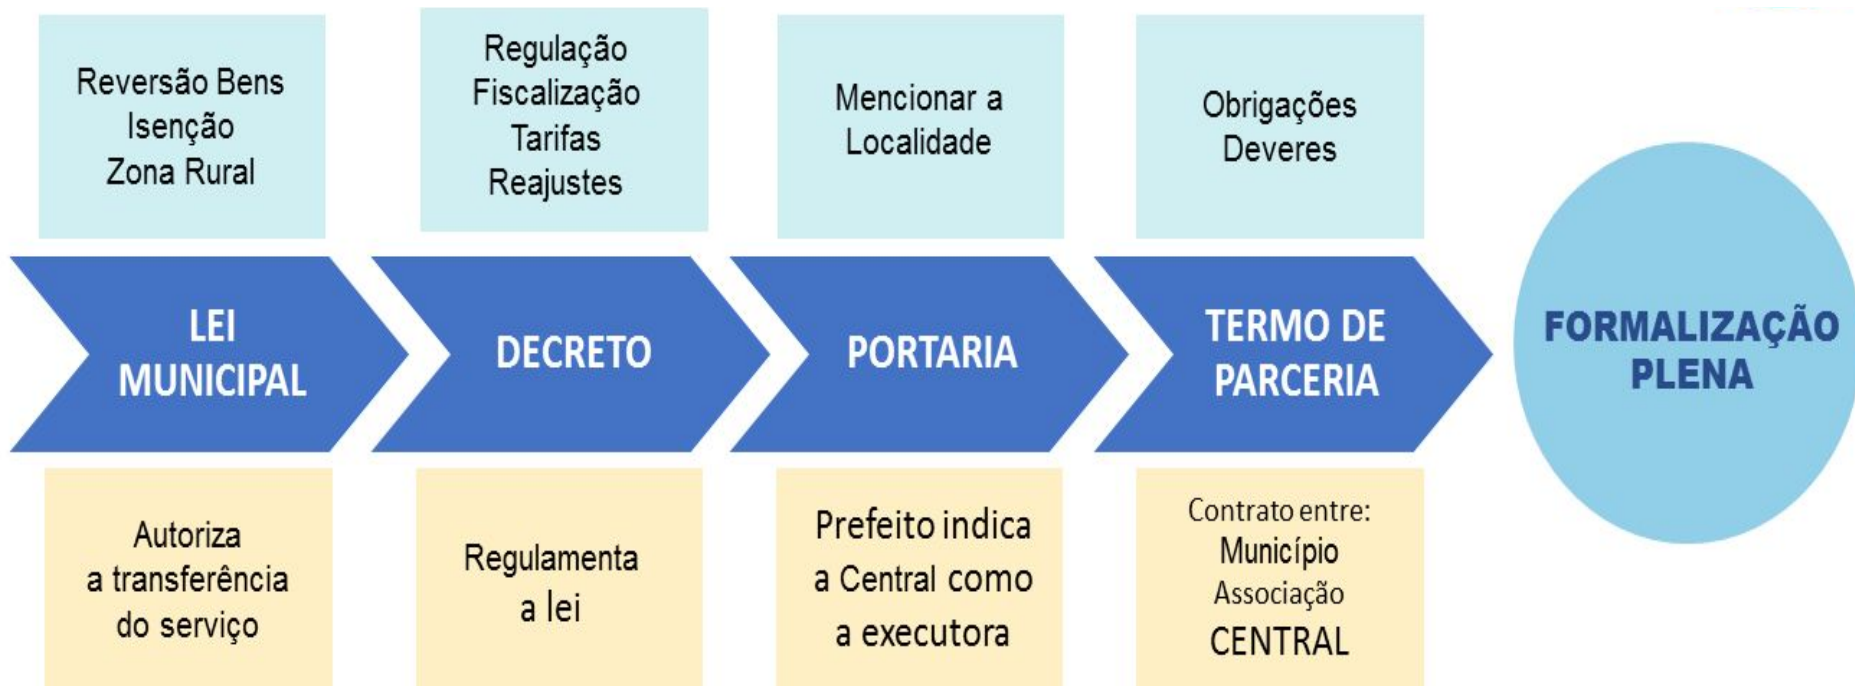 Reversão Bens
Isenção
Zona Rural
Regulação
Fiscalização
Tarifas
Reajustes
Mencionar a
Localidade
Obrigações
Deveres
LEI
MUNICIPAL
DECRETO
PORTARIA
TERMO DE
PARCERIA
FORMALIZAÇÃO
PLENA
Autoriza
a transferência
do serviço
Regulamenta
a lei
Prefeito indica
a Central como
a executora
Contrato entre:
Município
Associação
CENTRAL